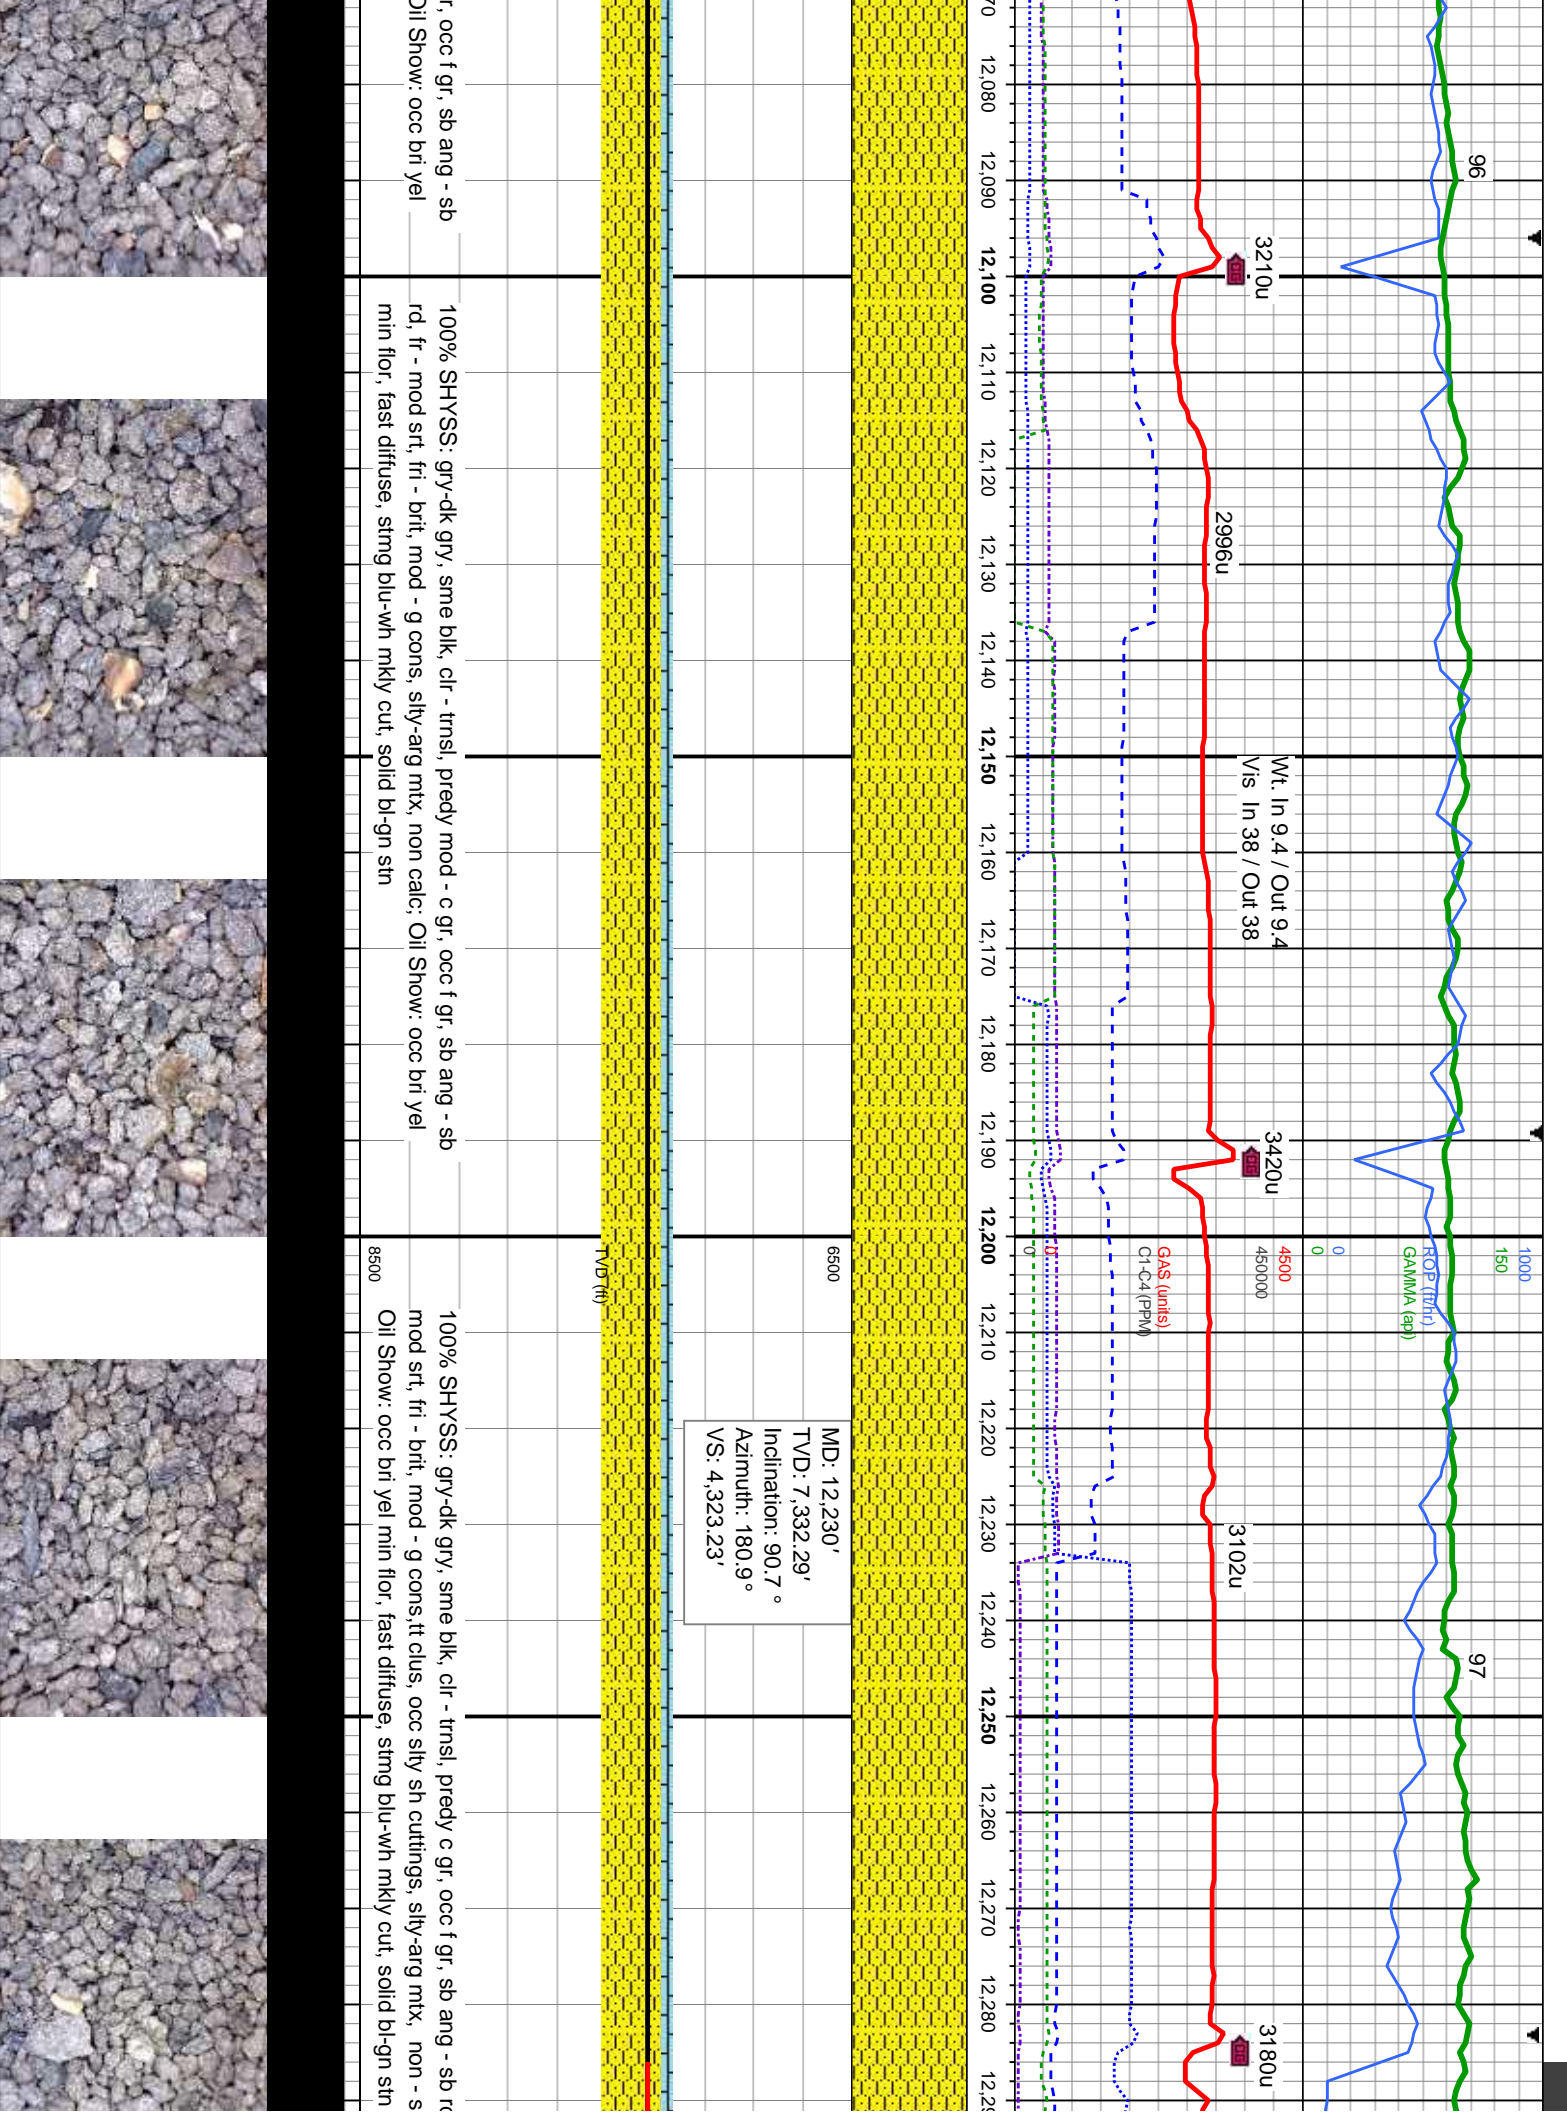 96
97
1000
150
ROP (ft/hr)
GAMMA (api)
0
0
3210u
2996u
Wt. In 9.4 / Out 9.4
Vis In 38 / Out 38
3420u
4500
450000
GAS (units)
C1-C4 (PPM)
0
0
3102u
3180u
70
12,080
12,090
12,100
12,110
12,120
12,130
12,140
12,150
12,160
12,170
12,180
12,190
12,200
12,210
12,220
12,230
12,240
12,250
12,260
12,270
12,280
12,29
6500
TVD (ft)
8500
MD: 12,230'
TVD: 7,332.29'
Inclination: 90.7 °
Azimuth: 180.9 °
VS: 4,323.23'
r, occ f gr, sb ang - sb
Oil Show: occ bri yel
100% SHYSS: gry-dk gry, sme blk, clr - trnsl, predy mod - c gr, occ f gr, sb ang - sb
rd, fr - mod srt, fri - brit, mod - g cons, slty-arg mtx, non calc; Oil Show: occ bri yel
min flor, fast diffuse, stmg blu-wh mkly cut, solid bl-gn stn
100% SHYSS: gry-dk gry, sme blk, clr - trnsl, predy c gr, occ f gr, sb ang - sb r
mod srt, fri - brit, mod - g cons,tt clus, occ slty sh cuttings, slty-arg mtx, non - s
Oil Show: occ bri yel min flor, fast diffuse, stmg blu-wh mkly cut, solid bl-gn stn